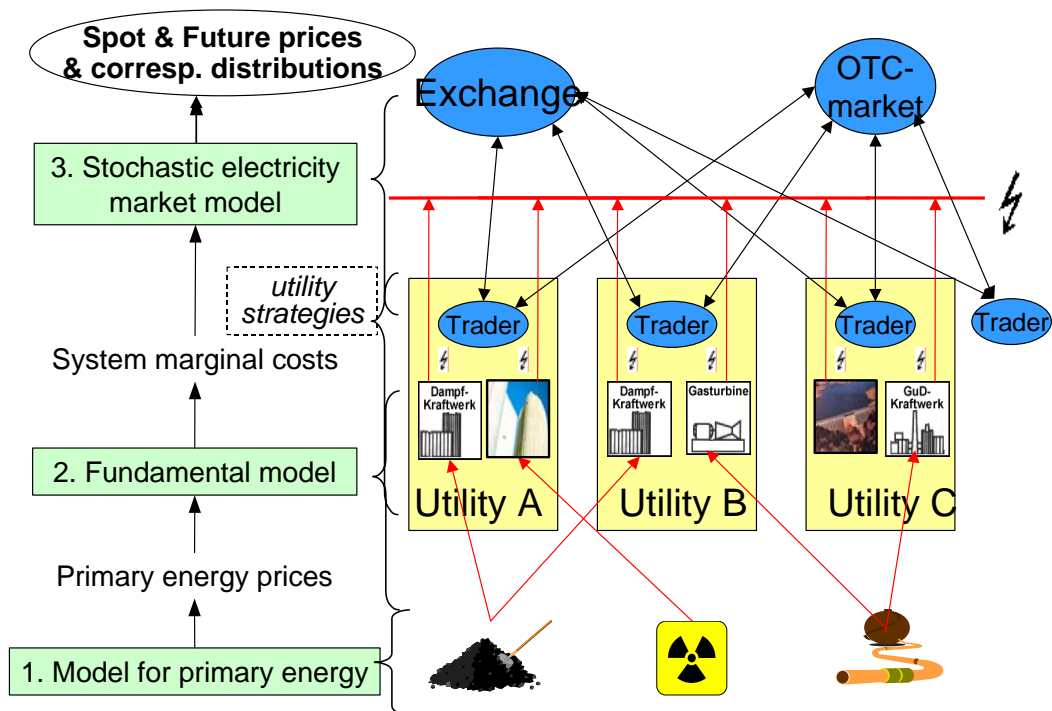 Spot & Future prices
& corresp. distributions
3. Stochastic electricity
market model
utility
strategies
System marginal costs
2. Fundamental model
Primary energy prices
1. Model for primary energy
Exchange
OTC-
market
Trader
Trader
Trader
Trader
Dampf-
Kraftwerk
Dampf-
Kraftwerk
Gasturbine
GuD-
Kraftwerk
Utility A
Utility B
Utility C